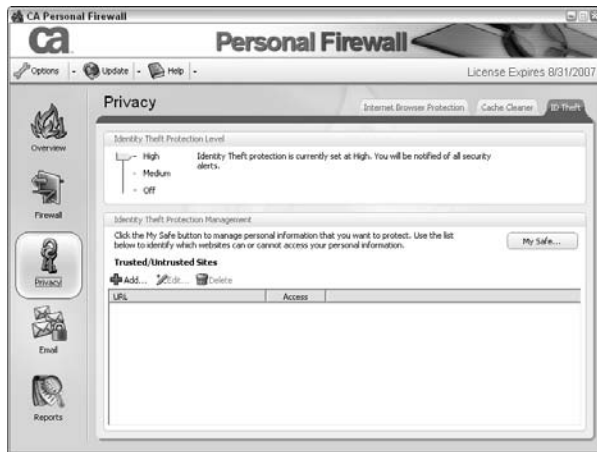 CA Personal Firewall
ca
Personal Firewall
Options
Update
Help
License Expires 8/31/2007
Privacy
Internet Browser Protection
Cache Cleaner
ID Theft
Overview
Firewall
Privacy
Email
Reports
Identity Theft Protection Level
High
Medium
Off
Identity Theft protection is currently set at High. You will be notified of all security
alerts.
Identity Theft Protection Management
Click the My Safe button to manage personal information that you want to protect. Use the list
below to identify which websites can or cannot access your personal information.
My Safe...
Trusted/Untrusted Sites
Add...
Edit...
Delete
URL
Access